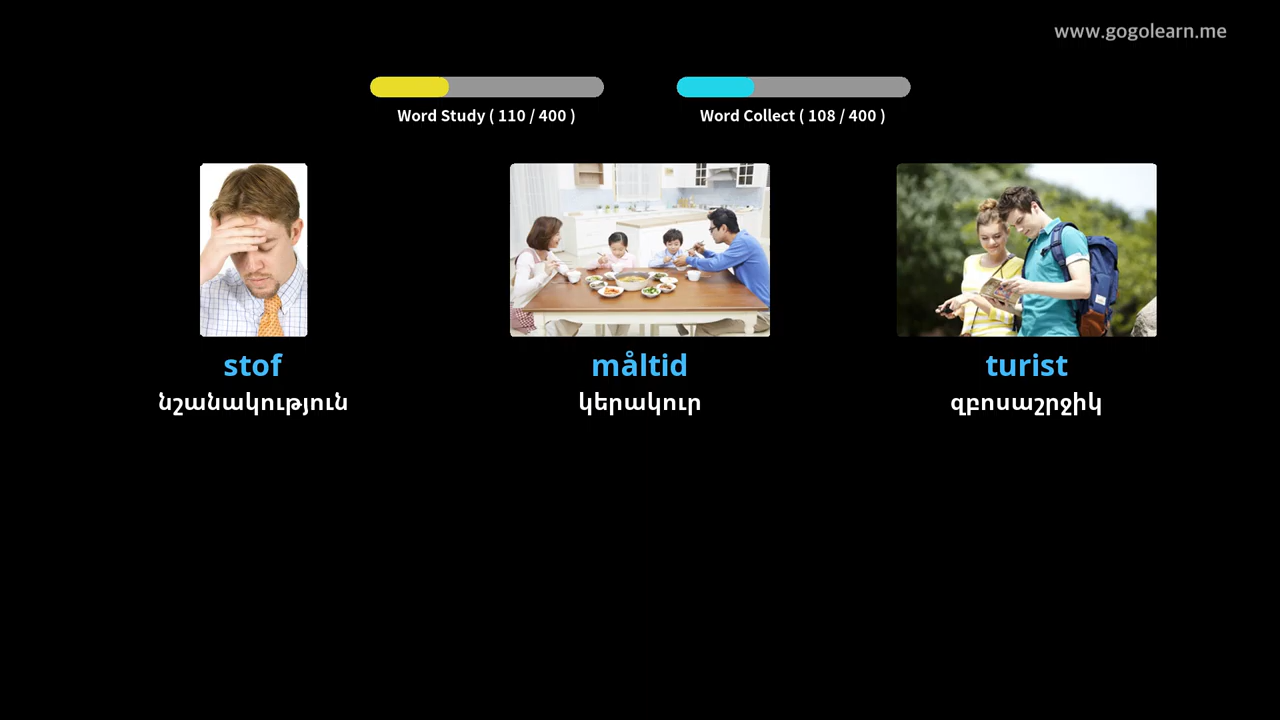 www.gogolearn.me
Word Study ( 110 / 400 )
Word Collect ( 108 / 400 )
stof
måltid
turist
նշանակություն
կերակուր
զբոսաշրջիկ